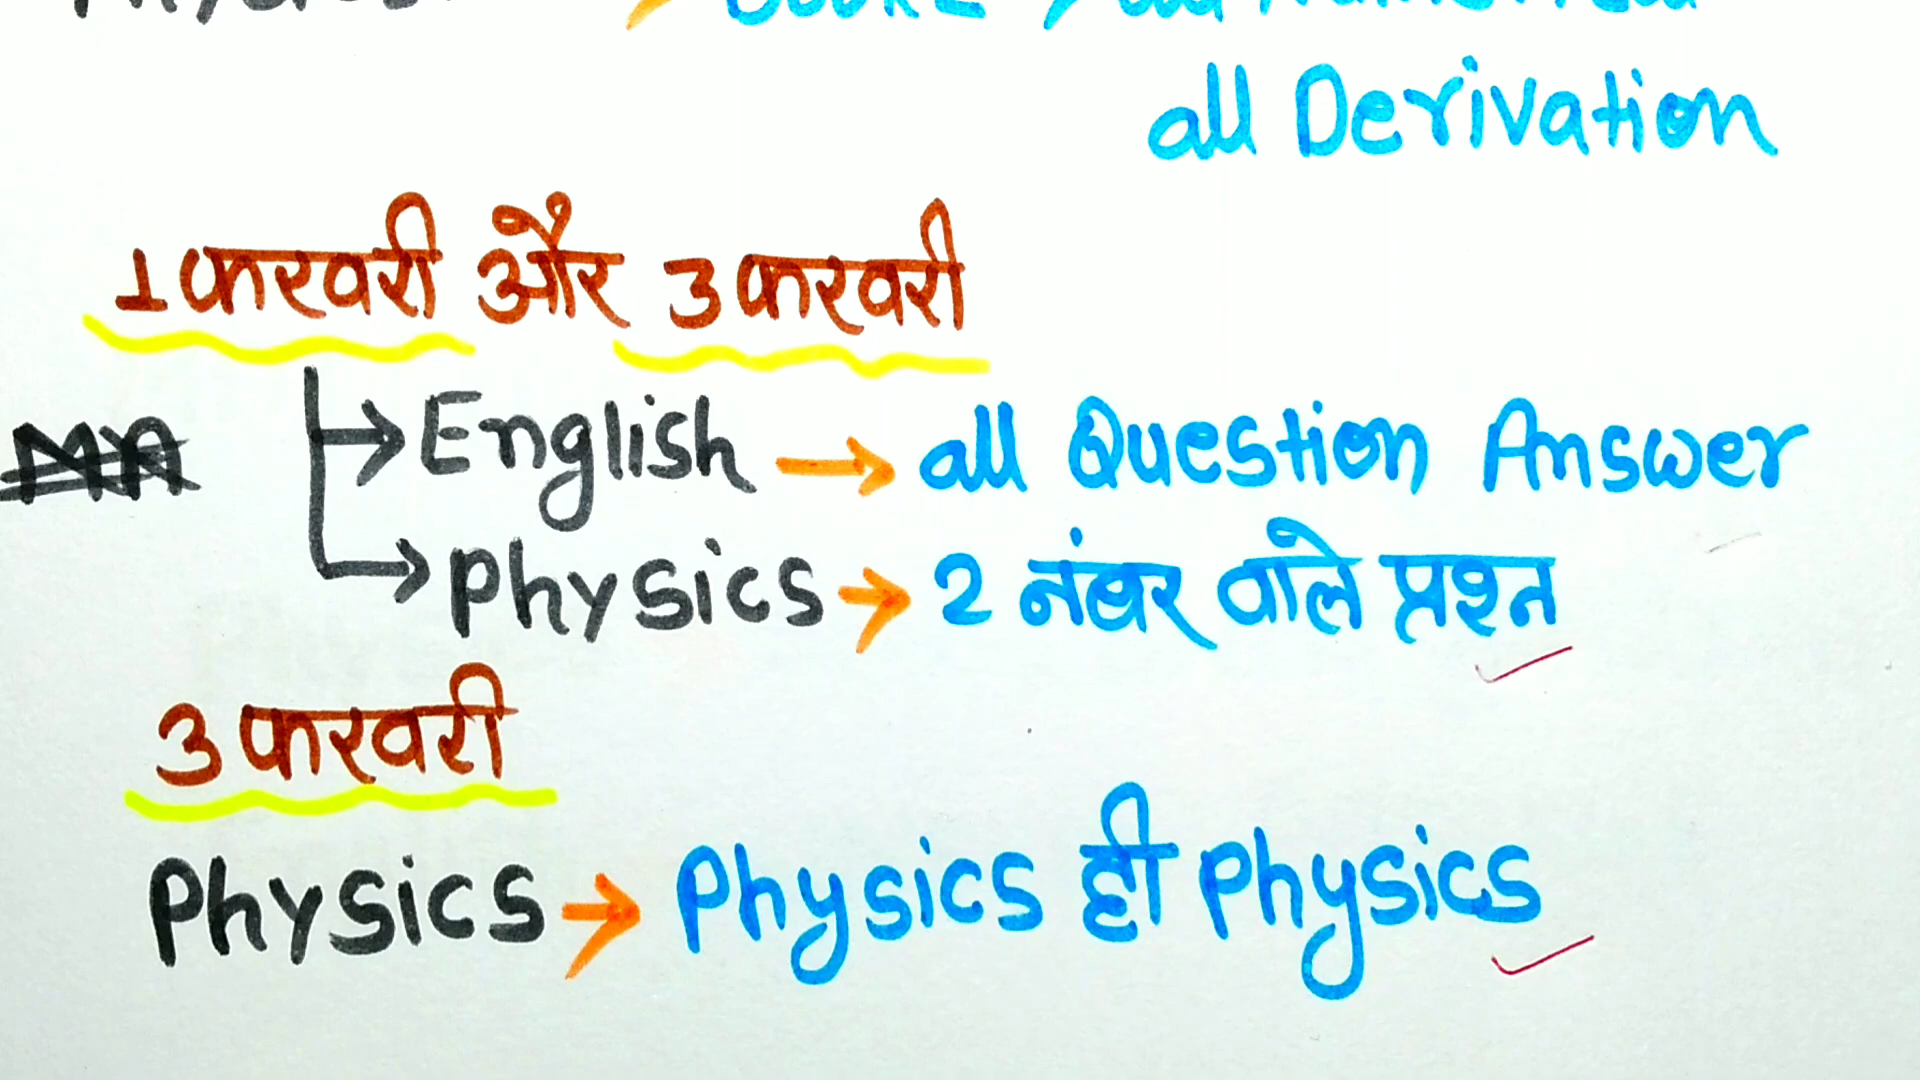 all Derivation
1 फरवरी और 3 फरवरी
→ English → all Question Answer
→ Physics → 2 नंबर वाले प्रश्न
3 फरवरी
Physics → Physics ही Physics